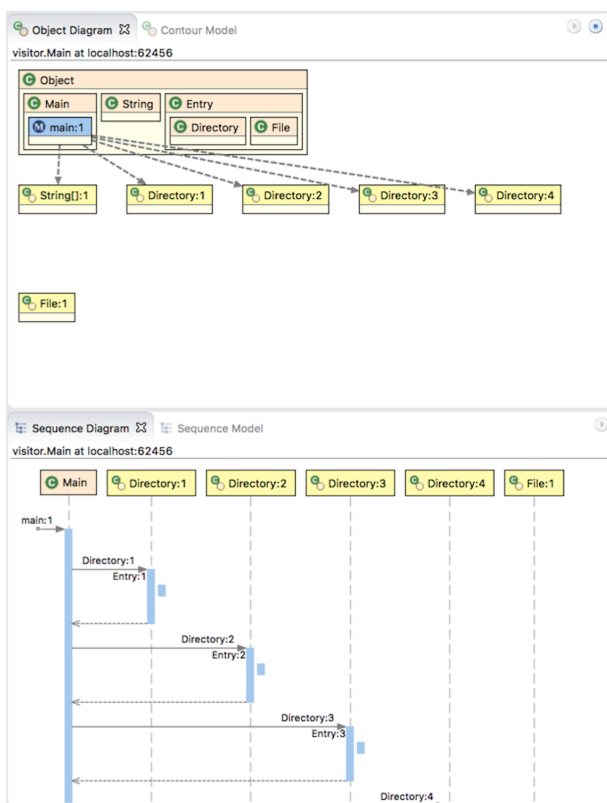 Object Diagram Contour Model
visitor.Main at localhost:62456
Object
Main String Entry
main:1 Directory File
String[]:1 Directory:1 Directory:2 Directory:3 Directory:4
File:1
Sequence Diagram Sequence Model
visitor.Main at localhost:62456
Main Directory:1 Directory:2 Directory:3 Directory:4 File:1
main:1
Directory:1
Entry:1
Directory:2
Entry:2
Directory:3
Entry:3
Directory:4